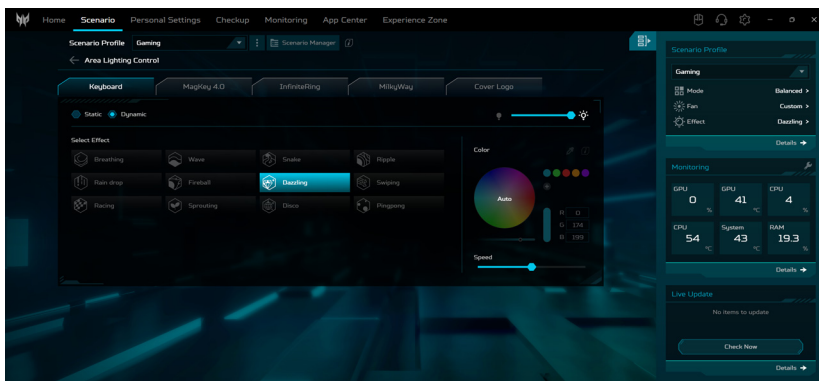 Home Scenario Personal Settings Checkup Monitoring App Center Experience Zone
Scenario Profile Gaming Scenario Manager
Area Lighting Control
Keyboard MagKey 4.0 InfiniteRing MilkyWay Cover Logo
Static Dynamic
Select Effect
Breathing Wave Snake Ripple
Rain drop Fireball Dazzling Swiping
Racing Sprouting Disco Pingpong
Color
Auto
R 0
G 174
B 199
Speed
Scenario Profile
Gaming
Mode Balanced >
Fan Custom >
Effect Dazzling >
Details →
Monitoring
GPU GPU CPU
0 % 41 °C 4 %
CPU System RAM
54 °C 43 °C 19.3 %
Details →
Live Update
No items to update
Check Now
Details →